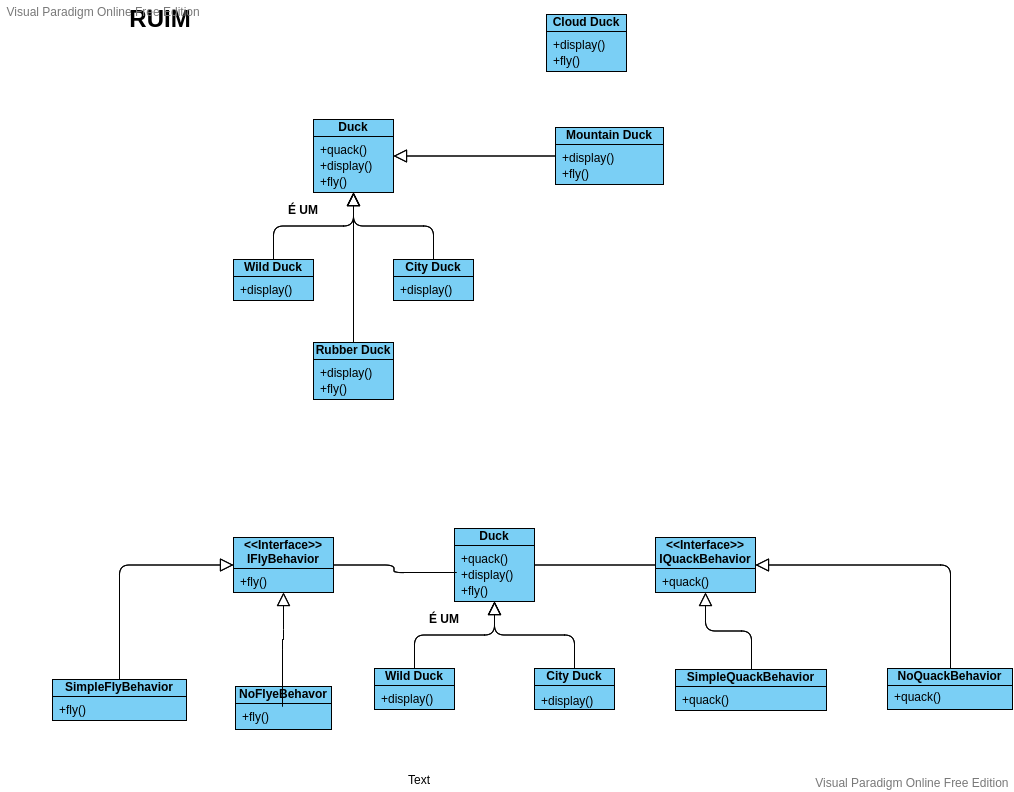 Visual Paradigm Online Free Edition
RUIM
Cloud Duck
+display()
+fly()
Duck
+quack()
+display()
+fly()
Mountain Duck
+display()
+fly()
É UM
Wild Duck
+display()
City Duck
+display()
Rubber Duck
+display()
+fly()
<<Interface>>
IFlyBehavior
+fly()
Duck
+quack()
+display()
+fly()
<<Interface>>
IQuackBehavior
+quack()
É UM
SimpleFlyBehavior
+fly()
NoFlyeBehavor
+fly()
Wild Duck
+display()
City Duck
+display()
SimpleQuackBehavior
+quack()
NoQuackBehavior
+quack()
Text
Visual Paradigm Online Free Edition